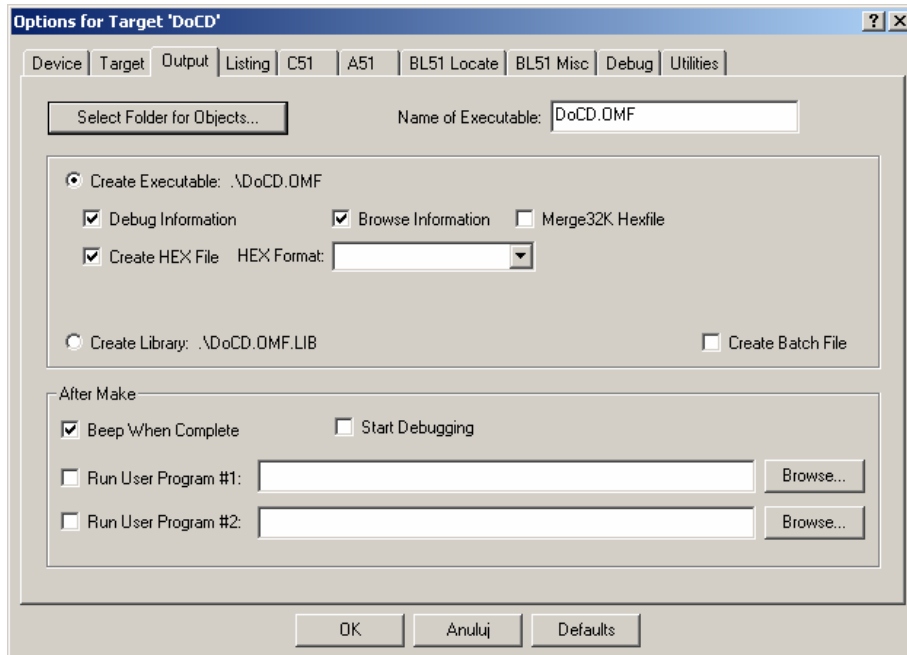 Options for Target 'DoCD'
Device Target Output Listing C51 A51 BL51 Locate BL51 Misc Debug Utilities
Select Folder for Objects... Name of Executable: DoCD.OMF
Create Executable: .\DoCD.OMF
Debug Information Browse Information Merge32K Hexfile
Create HEX File HEX Format:
Create Library: .\DoCD.OMF.LIB Create Batch File
After Make
Beep When Complete Start Debugging
Run User Program #1: Browse...
Run User Program #2: Browse...
OK Anuluj Defaults